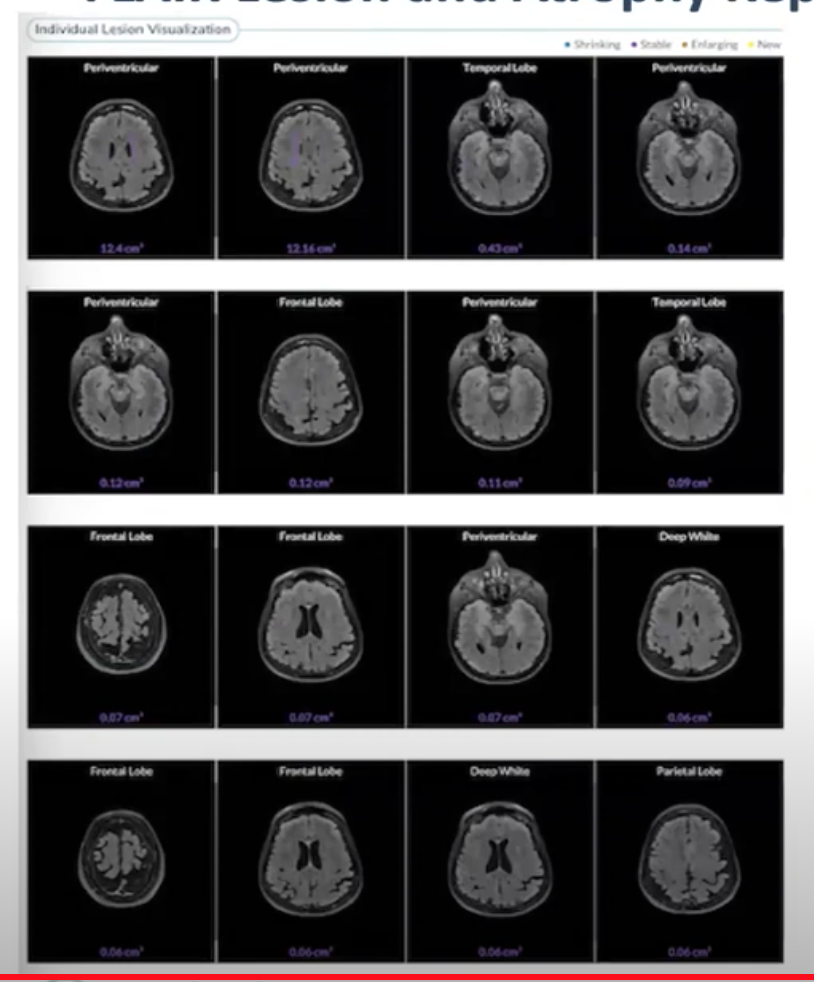 Lesion and Atrophy
Individual Lesion Visualization
Shrinking Stable Enlarging New
Periventricular Periventricular Temporal Lobe Periventricular
12.4 cm³ 12.16 cm³ 0.43 cm³ 0.14 cm³
Periventricular Frontal Lobe Periventricular Temporal Lobe
0.12 cm³ 0.12 cm³ 0.11 cm³ 0.09 cm³
Frontal Lobe Frontal Lobe Periventricular Deep White
0.07 cm³ 0.07 cm³ 0.07 cm³ 0.06 cm³
Frontal Lobe Frontal Lobe Deep White Parietal Lobe
0.06 cm³ 0.06 cm³ 0.06 cm³ 0.06 cm³